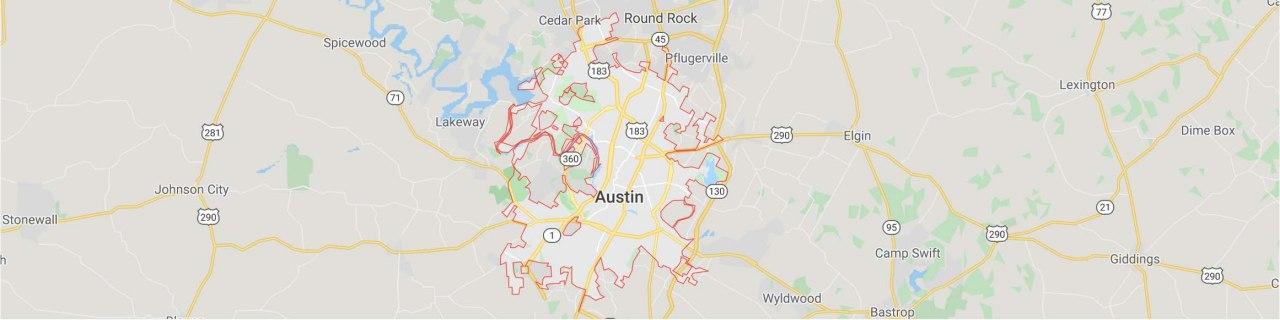 Cedar Park
Round Rock
77
45
Spicewood
Pflugerville
183
Lexington
71
Lakeway
281
183
290
Elgin
Dime Box
360
Johnson City
130
Austin
21
Stonewall
290
1
95
290
Camp Swift
Giddings
290
Wyldwood
Bastrop